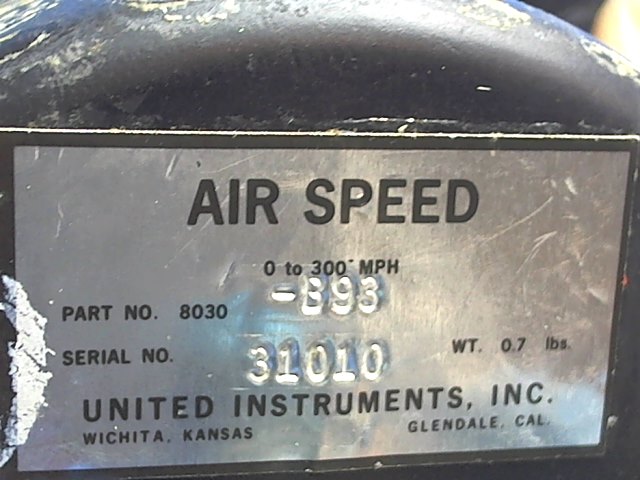 AIR SPEED
0 to 300 MPH
PART NO. 8030 -B93
SERIAL NO. 31010 WT. 0.7 lbs.
UNITED INSTRUMENTS, INC.
WICHITA, KANSAS GLENDALE, CAL.